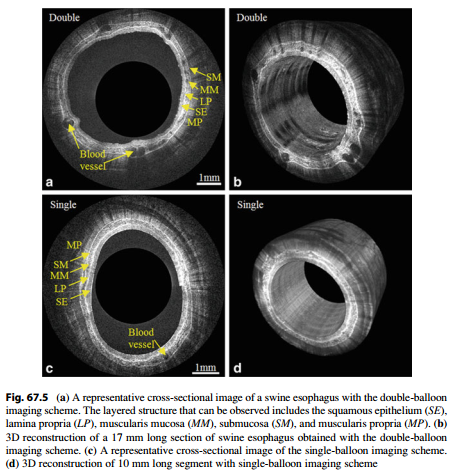 Double
SM
MM
LP
SE
MP
Blood
vessel
a
1mm
Double
b
Single
MP
SM
MM
LP
SE
Blood
vessel
c
1mm
Single
d
Fig. 67.5 (a) A representative cross-sectional image of a swine esophagus with the double-balloon
imaging scheme. The layered structure that can be observed includes the squamous epithelium (SE),
lamina propria (LP), muscularis mucosa (MM), submucosa (SM), and muscularis propria (MP). (b)
3D reconstruction of a 17 mm long section of swine esophagus obtained with the double-balloon
imaging scheme. (c) A representative cross-sectional image of the single-balloon imaging scheme.
(d) 3D reconstruction of 10 mm long segment with single-balloon imaging scheme